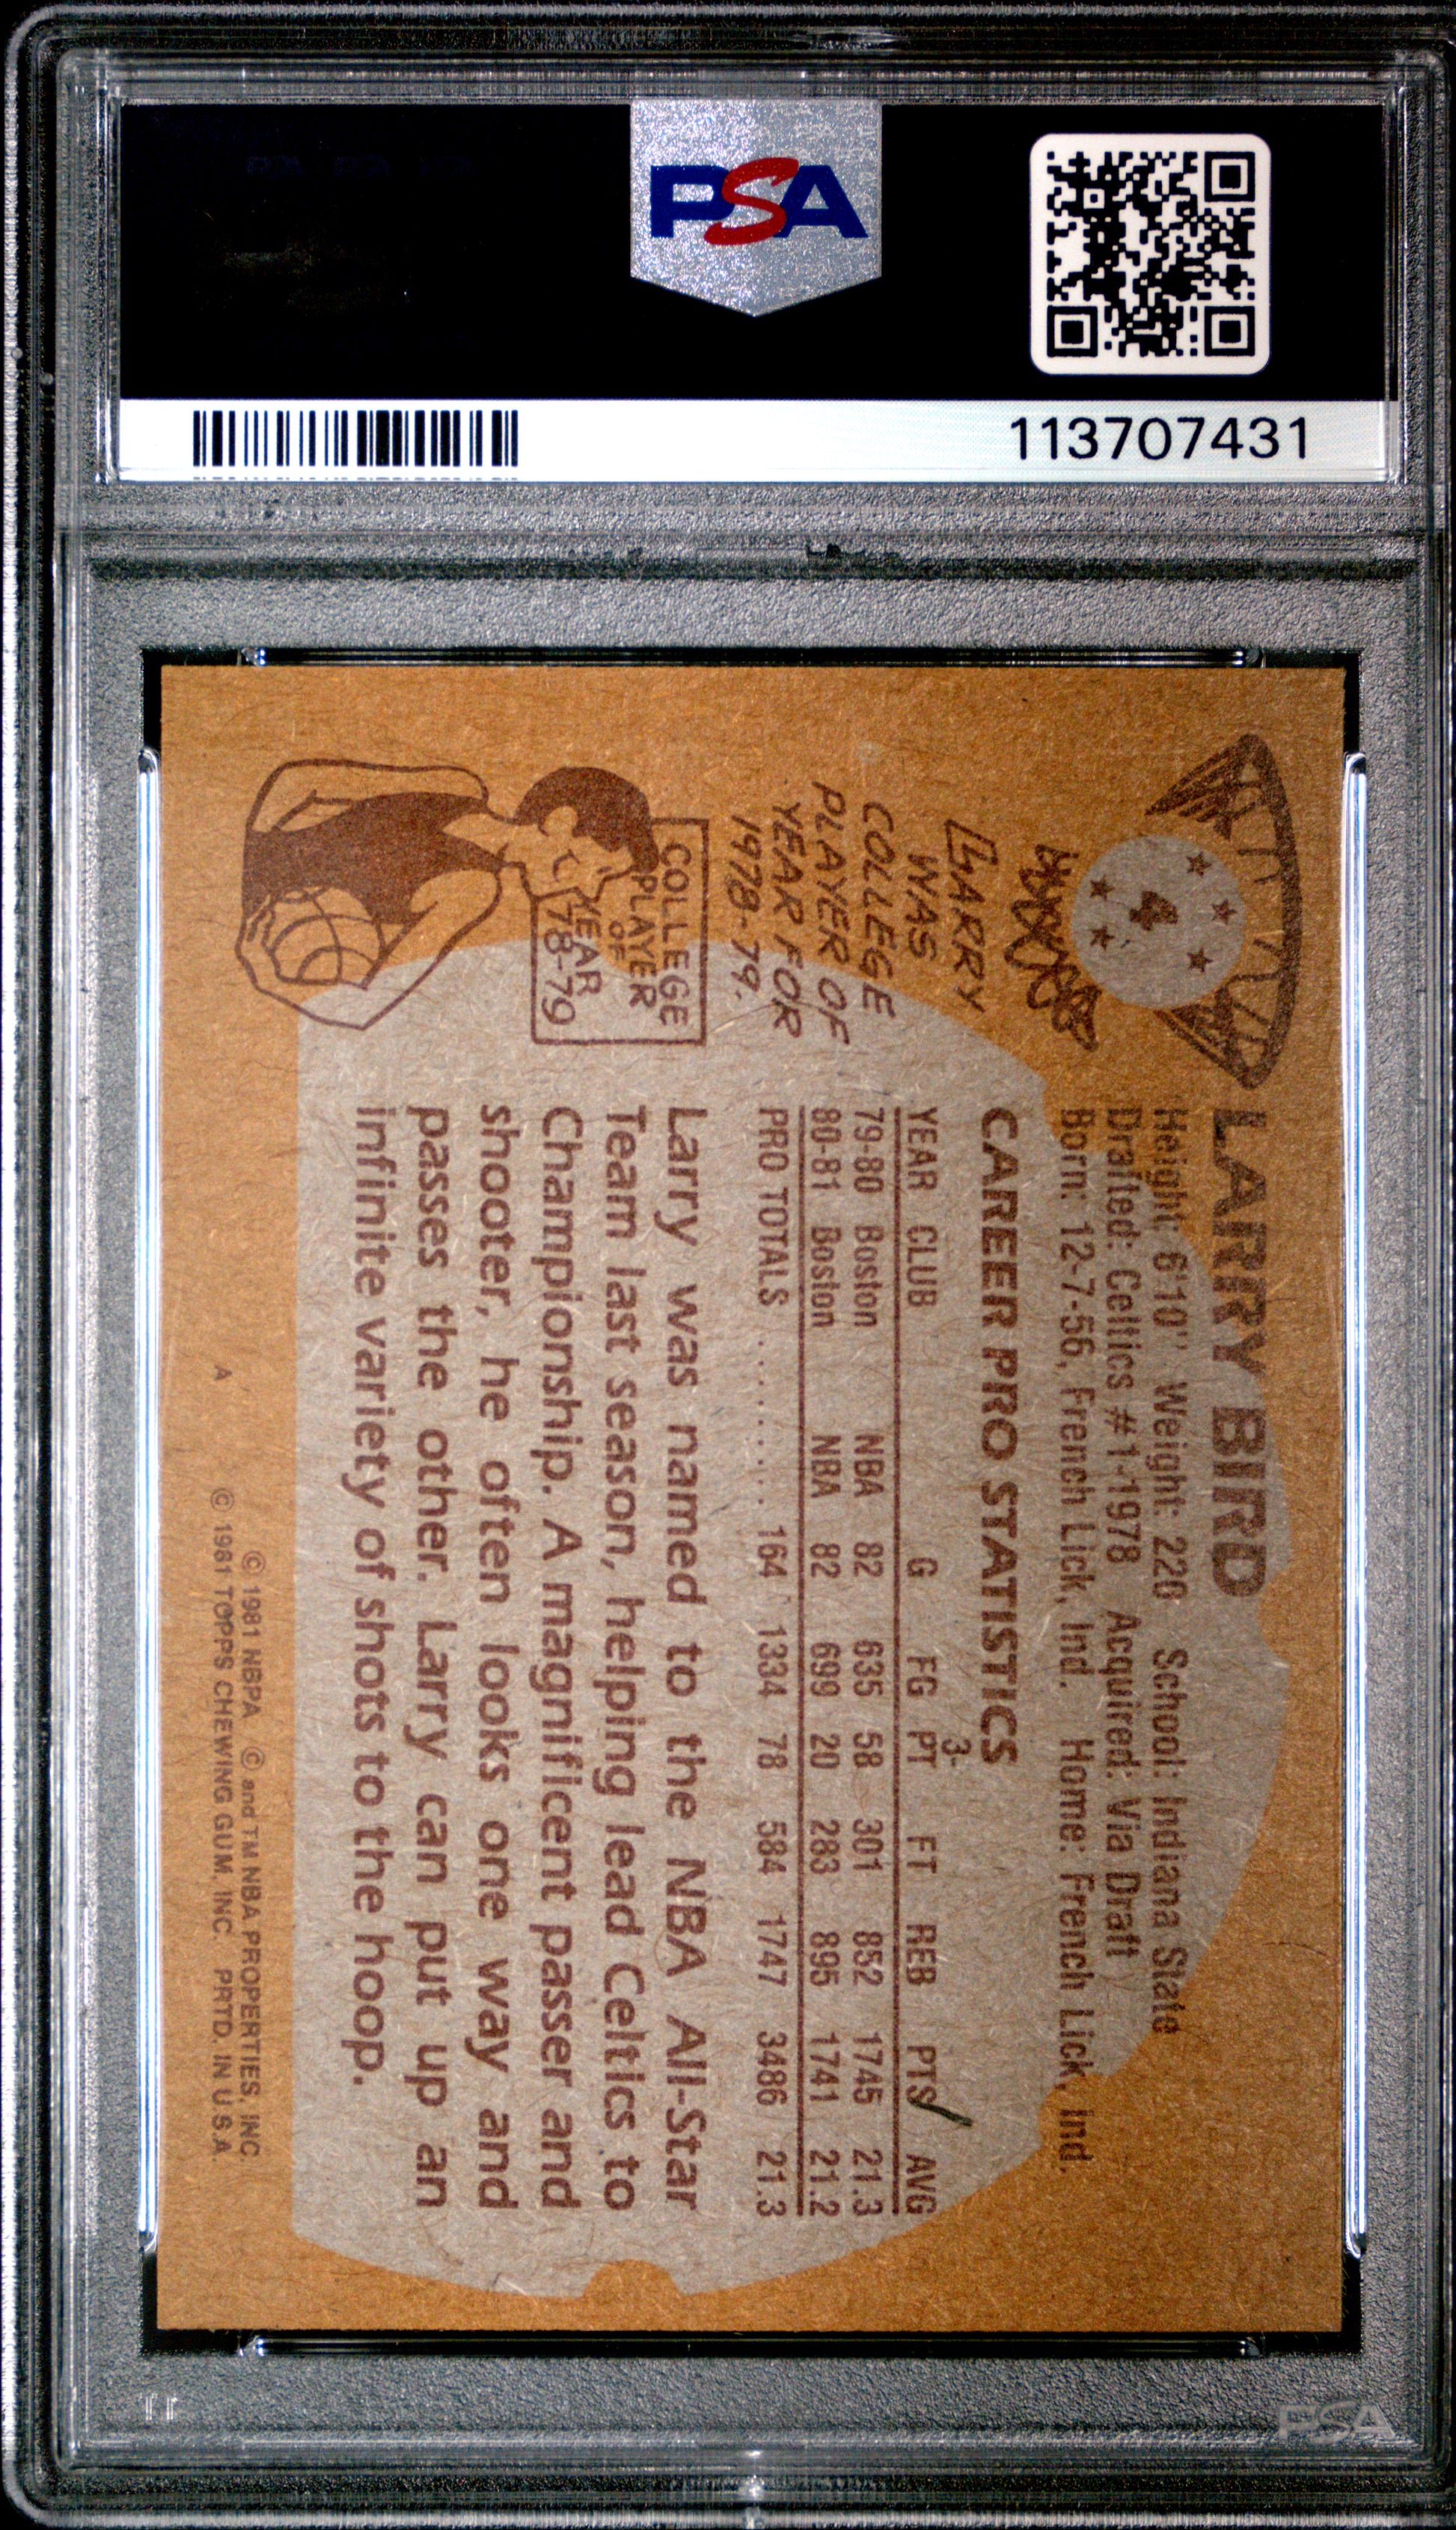 PSA
113707431
4
LARRY BIRD
Height: 6'10" Weight: 220 School: Indiana State
Drafted: Celtics #1-1978 Acquired: Via Draft
Born: 12-7-56, French Lick, Ind. Home: French Lick, Ind.
CAREER PRO STATISTICS
3-
YEAR CLUB G FG PT FT REB PTS AVG
79-80 Boston NBA 82 635 58 301 852 1745 21.3
80-81 Boston NBA 82 699 20 283 895 1741 21.2
PRO TOTALS .......... 164 1334 78 584 1747 3486 21.3
Larry was named to the NBA All-Star
Team last season, helping lead Celtics to
Championship. A magnificent passer and
shooter, he often looks one way and
passes the other. Larry can put up an
infinite variety of shots to the hoop.
LARRY
WAS
COLLEGE
PLAYER OF
YEAR FOR
1978-79.
COLLEGE
PLAYER
OF
YEAR
78-79
© 1981 NBPA © and TM NBA PROPERTIES, INC
A © 1981 TOPPS CHEWING GUM, INC. PRTD. IN U.S.A.
PSA